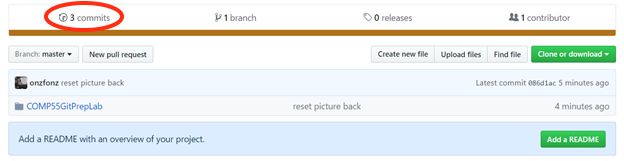 3 commits 1 branch 0 releases 1 contributor
Branch: master New pull request Create new file Upload files Find file Clone or download
onzfonz reset picture back Latest commit 086d1ac 5 minutes ago
COMP55GitPrepLab reset picture back 4 minutes ago
Add a README with an overview of your project. Add a README